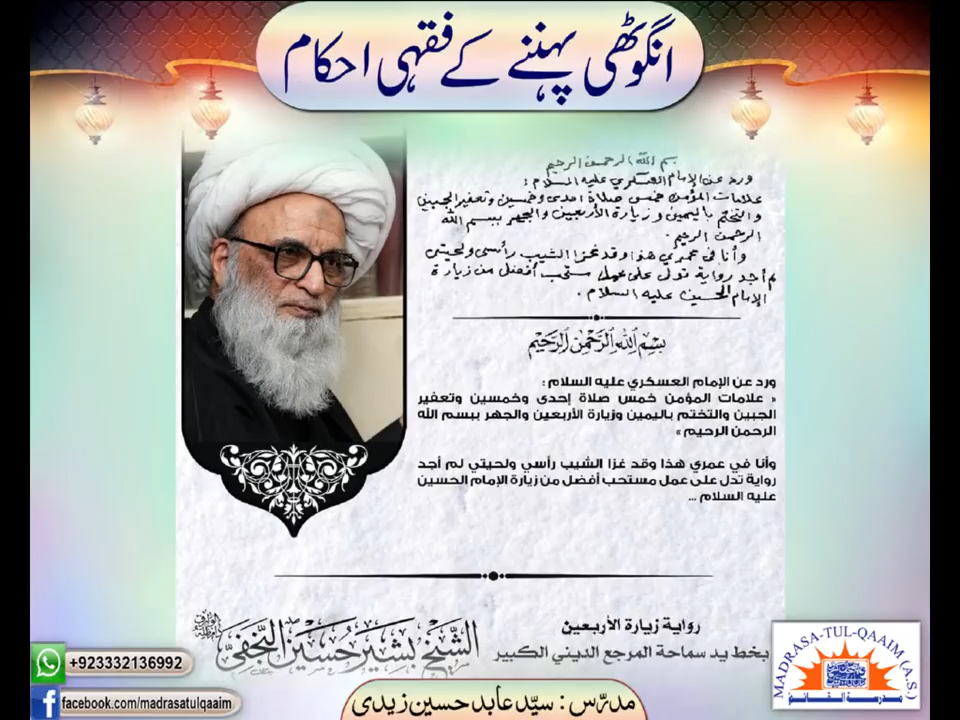 انگوٹھی پہننے کے فقہی احکام
بسم الله الرحمن الرحيم
ورد عن الإمام العسكري عليه السلام :
علامات المؤمن خمس صلاة إحدى وخمسين وتعفير الجبين
والتختم باليمين وزيارة الأربعين والجهر ببسم الله
الرحمن الرحيم .
وأنا في عمري هذا وقد غزا الشيب رأسي ولحيتي
لم أجد رواية تدل على عمل مستحب أفضل من زيارة
الإمام الحسين عليه السلام .
بسم الله الرحمن الرحيم
ورد عن الإمام العسكري عليه السلام :
« علامات المؤمن خمس صلاة إحدى وخمسين وتعفير
الجبين والتختم باليمين وزيارة الأربعين والجهر ببسم الله
الرحمن الرحيم »
وأنا في عمري هذا وقد غزا الشيب رأسي ولحيتي لم أجد
رواية تدل على عمل مستحب أفضل من زيارة الإمام الحسين
عليه السلام ...
رواية زيارة الأربعين
بخط يد سماحة المرجع الديني الكبير
الشيخ بشير حسين النجفي
+923332136992
facebook.com/madrasatulqaaim
مدرّس : سیّد عابد حسین زیدی
MADRASA-TUL-QAAIM (A.S)
مدرسة القائم